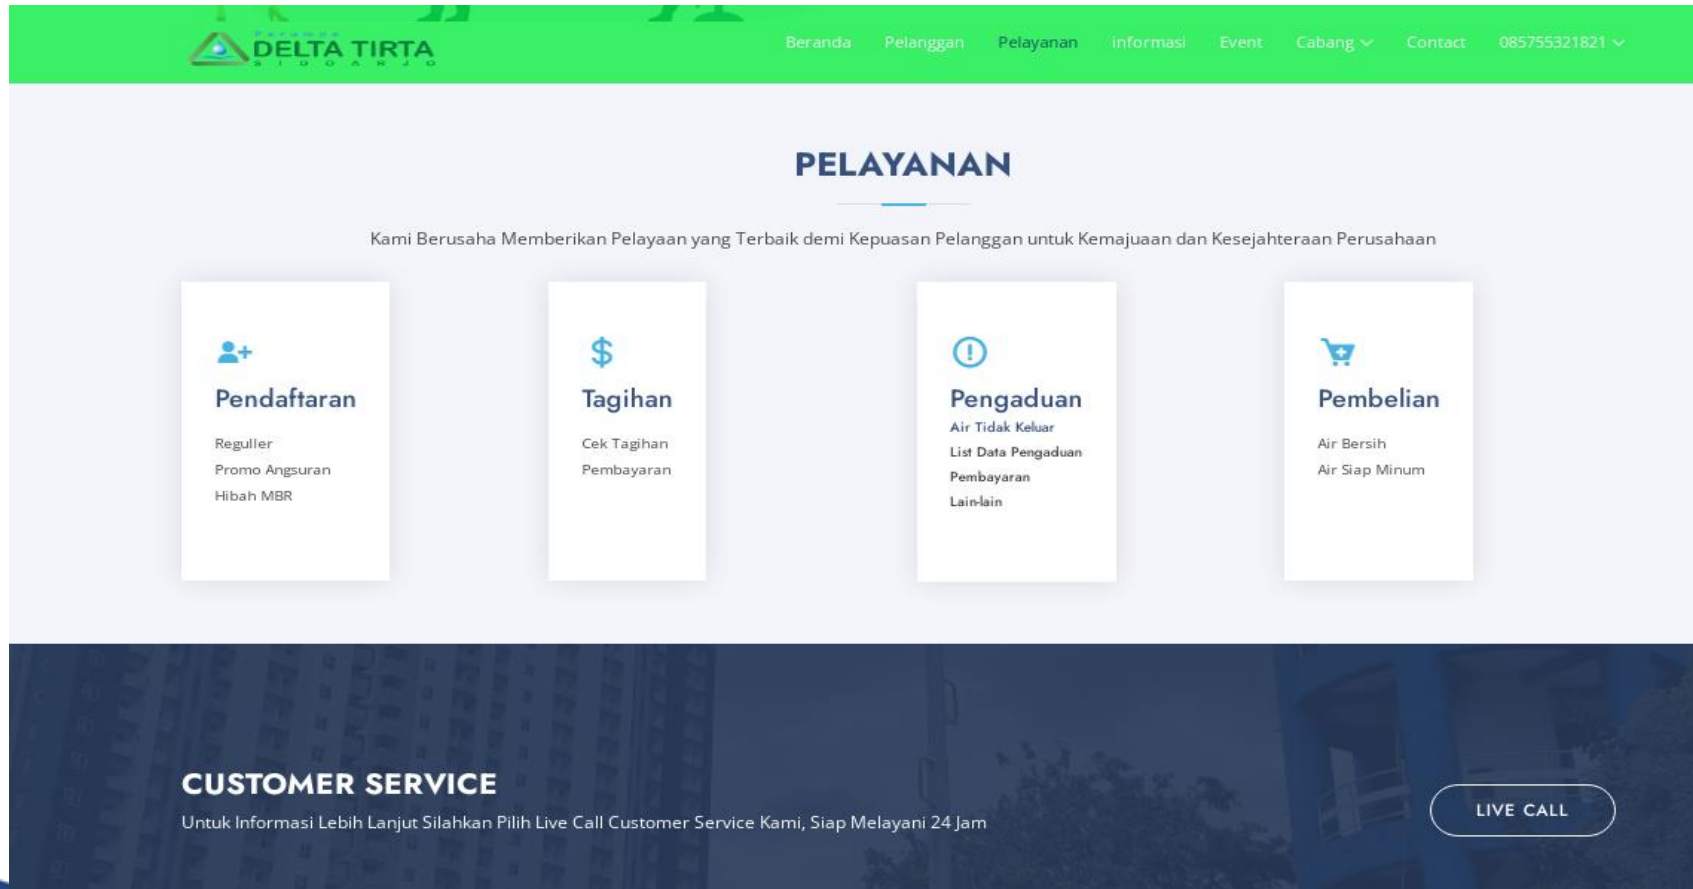 Perumda
DELTA TIRTA
SIDOARJO
Beranda Pelanggan Pelayanan informasi Event Cabang Contact 085755321821
PELAYANAN
Kami Berusaha Memberikan Pelayaan yang Terbaik demi Kepuasan Pelanggan untuk Kemajuaan dan Kesejahteraan Perusahaan
Pendaftaran
Reguller
Promo Angsuran
Hibah MBR
Tagihan
Cek Tagihan
Pembayaran
Pengaduan
Air Tidak Keluar
List Data Pengaduan
Pembayaran
Lain-lain
Pembelian
Air Bersih
Air Siap Minum
CUSTOMER SERVICE
Untuk Informasi Lebih Lanjut Silahkan Pilih Live Call Customer Service Kami, Siap Melayani 24 Jam
LIVE CALL